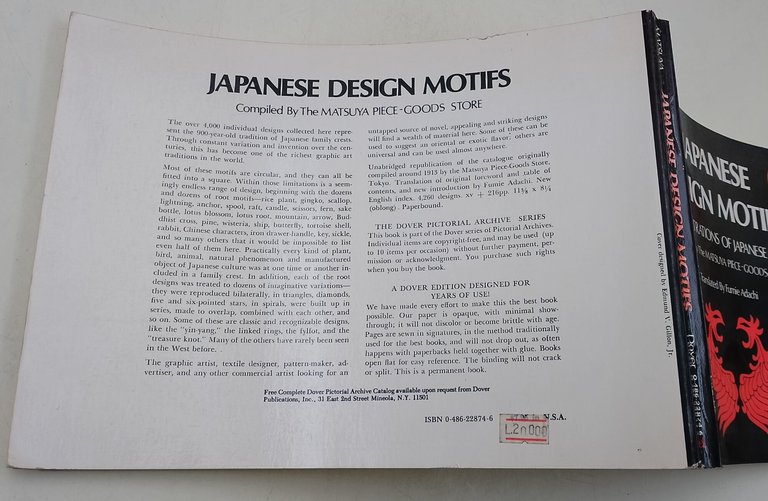 JAPANESE DESIGN MOTIFS
Compiled By The MATSUYA PIECE-GOODS STORE
The over 4,000 individual designs collected here repre-
sent the 900-year-old tradition of Japanese family crests.
Through constant variation and invention over the cen-
turies, this has become one of the richest graphic art
traditions in the world.
Most of these motifs are circular, and they can all be
fitted into a square. Within those limitations is a seem-
ingly endless range of design, beginning with the dozens
and dozens of root motifs—rice plant, gingko, scallop,
lightning, anchor, spool, raft, candle, scissors, fern, sake
bottle, lotus blossom, lotus root, mountain, arrow, Bud-
dhist cross, pine, wisteria, ship, butterfly, tortoise shell,
rabbit, Chinese characters, iron drawer-handle, key, sickle,
and so many others that it would be impossible to list
even half of them here. Practically every kind of plant,
bird, animal, natural phenomenon and manufactured
object of Japanese culture was at one time or another in-
cluded in a family crest. In addition, each of the root
designs was treated to dozens of imaginative variations—
they were reproduced bilaterally, in triangles, diamonds,
five and six-pointed stars, in spirals, were built up in
series, made to overlap, combined with each other, and
so on. Some of these are classic and recognizable designs,
like the "yin-yang," the linked rings, the fylfot, and the
"treasure knot." Many of the others have rarely been seen
in the West before.
The graphic artist, textile designer, pattern-maker, ad-
vertiser, and any other commercial artist looking for an
untapped source of novel, appealing and striking designs
will find a wealth of material here. Some of these can be
used to suggest an oriental or exotic flavor; others are
universal and can be used almost anywhere.
Unabridged republication of the catalogue originally
compiled around 1913 by the Matsuya Piece-Goods Store,
Tokyo. Translation of original foreword and table of
contents, and new introduction by Fumie Adachi. New
English index. 4,260 designs. xv + 216pp. 11⅜ x 8¼
(oblong). Paperbound.
THE DOVER PICTORIAL ARCHIVE SERIES
This book is part of the Dover series of Pictorial Archives.
Individual items are copyright-free, and may be used (up
to 10 items per occasion) without further payment, per-
mission or acknowledgment. You purchase such rights
when you buy the book.
A DOVER EDITION DESIGNED FOR
YEARS OF USE!
We have made every effort to make this the best book
possible. Our paper is opaque, with minimal show-
through; it will not discolor or become brittle with age.
Pages are sewn in signatures, in the method traditionally
used for the best books, and will not drop out, as often
happens with paperbacks held together with glue. Books
open flat for easy reference. The binding will not crack
or split. This is a permanent book.
Free Complete Dover Pictorial Archive Catalog available upon request from Dover
Publications, Inc., 31 East 2nd Street Mineola, N.Y. 11501
ISBN 0-486-22874-6
U.S.A.
L.20000
MATSUYA
JAPANESE DESIGN MOTIFS
DOVER 0-486-22874-6
Cover designed by Edmund V. Gillon, Jr.
APANESE
IGN MOTIF
TRATIONS OF JAPANESE
The MATSUYA PIECE-GOODS
Translated By Fumie Adachi